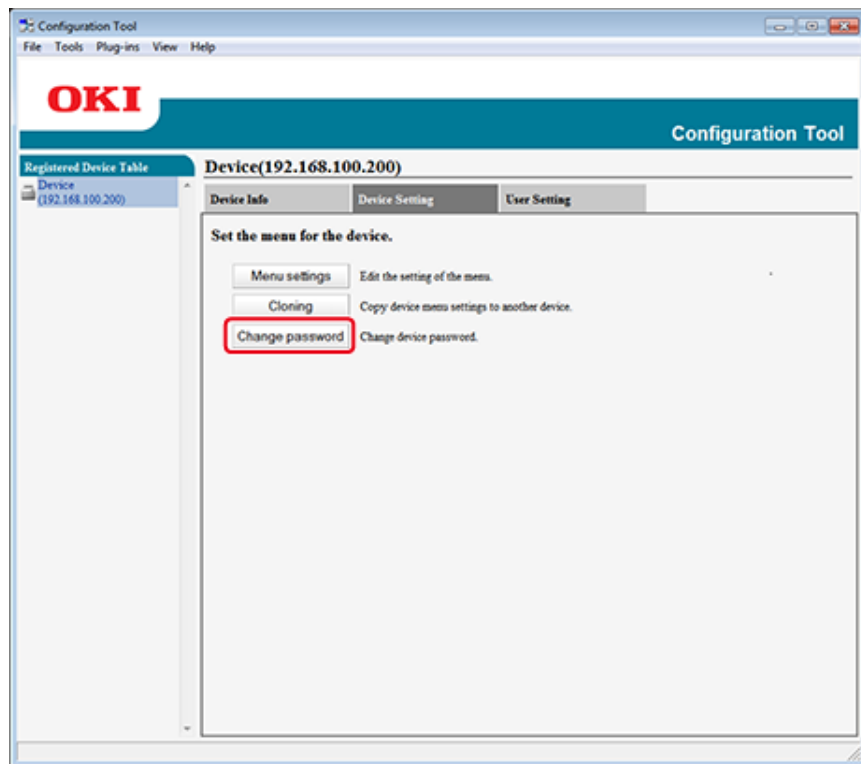 Configuration Tool
File Tools Plug-ins View Help
OKI
Configuration Tool
Registered Device Table
Device
(192.168.100.200)
Device(192.168.100.200)
Device Info Device Setting User Setting
Set the menu for the device.
Menu settings Edit the setting of the menu.
Cloning Copy device menu settings to another device.
Change password Change device password.